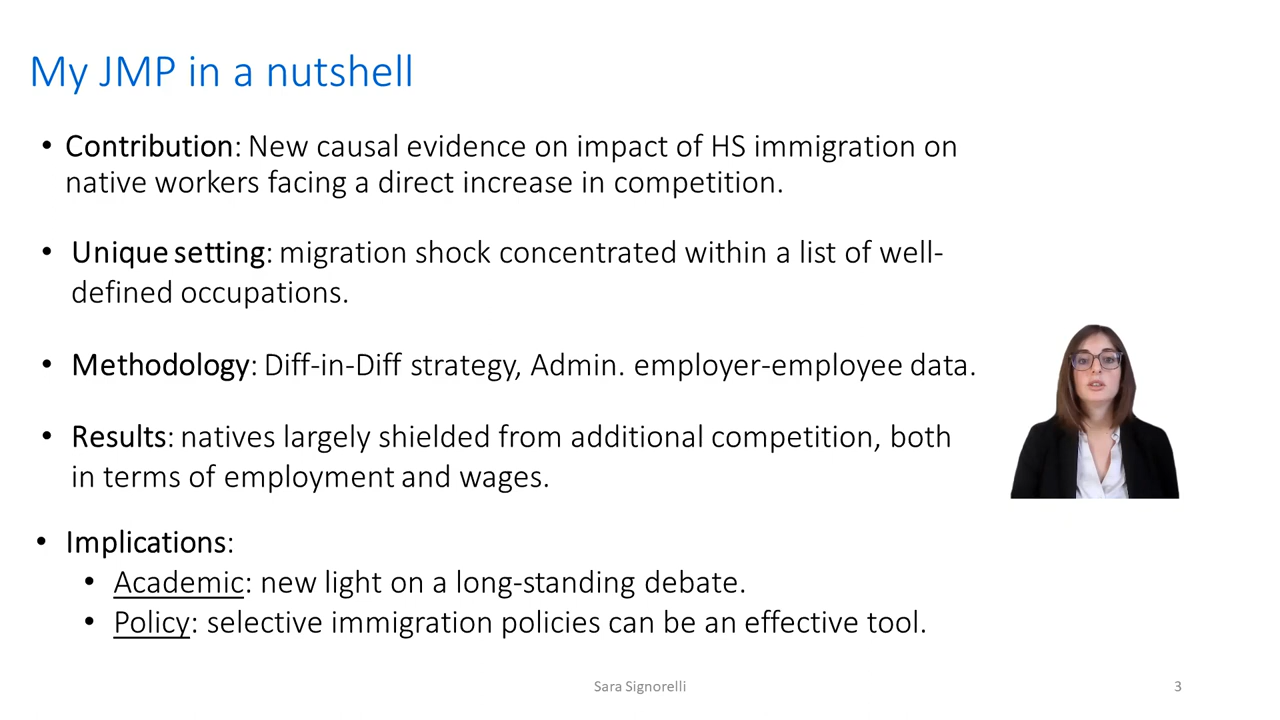 My JMP in a nutshell
• Contribution: New causal evidence on impact of HS immigration on
native workers facing a direct increase in competition.
• Unique setting: migration shock concentrated within a list of well-
defined occupations.
• Methodology: Diff-in-Diff strategy, Admin. employer-employee data.
• Results: natives largely shielded from additional competition, both
in terms of employment and wages.
• Implications:
• Academic: new light on a long-standing debate.
• Policy: selective immigration policies can be an effective tool.
Sara Signorelli
3